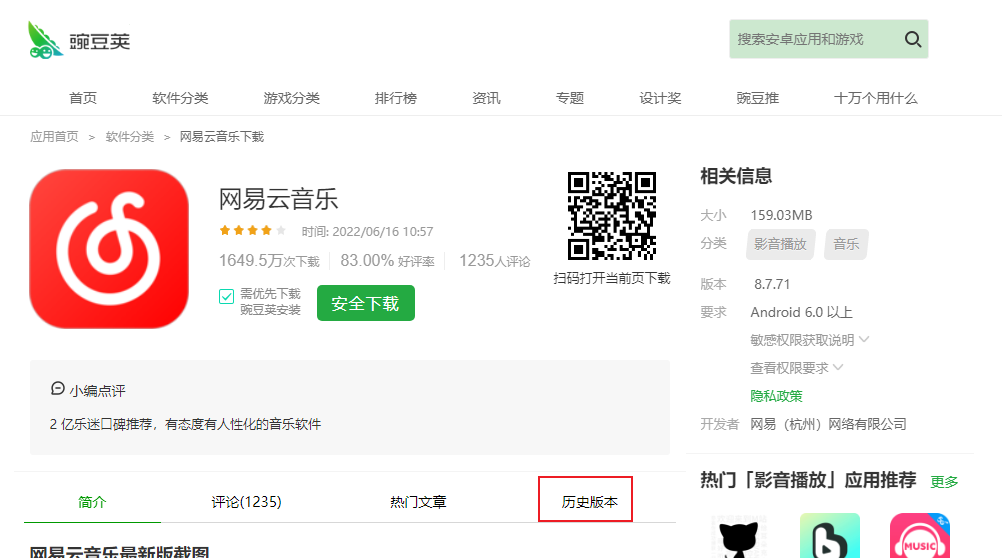 豌豆荚
搜索安卓应用和游戏
首页 软件分类 游戏分类 排行榜 资讯 专题 设计奖 豌豆推 十万个用什么
应用首页 > 软件分类 > 网易云音乐下载
网易云音乐
时间: 2022/06/16 10:57
1649.5万次下载 83.00% 好评率 1235人评论
需优先下载
豌豆荚安装
安全下载
扫码打开当前页下载
相关信息
大小 159.03MB
分类 影音播放 音乐
版本 8.7.71
要求 Android 6.0 以上
敏感权限获取说明
查看权限要求
隐私政策
开发者 网易（杭州）网络有限公司
小编点评
2 亿乐迷口碑推荐，有态度有人性化的音乐软件
简介 评论(1235) 热门文章 历史版本
热门「影音播放」应用推荐 更多
MUSIC
网易云音乐最新版截图